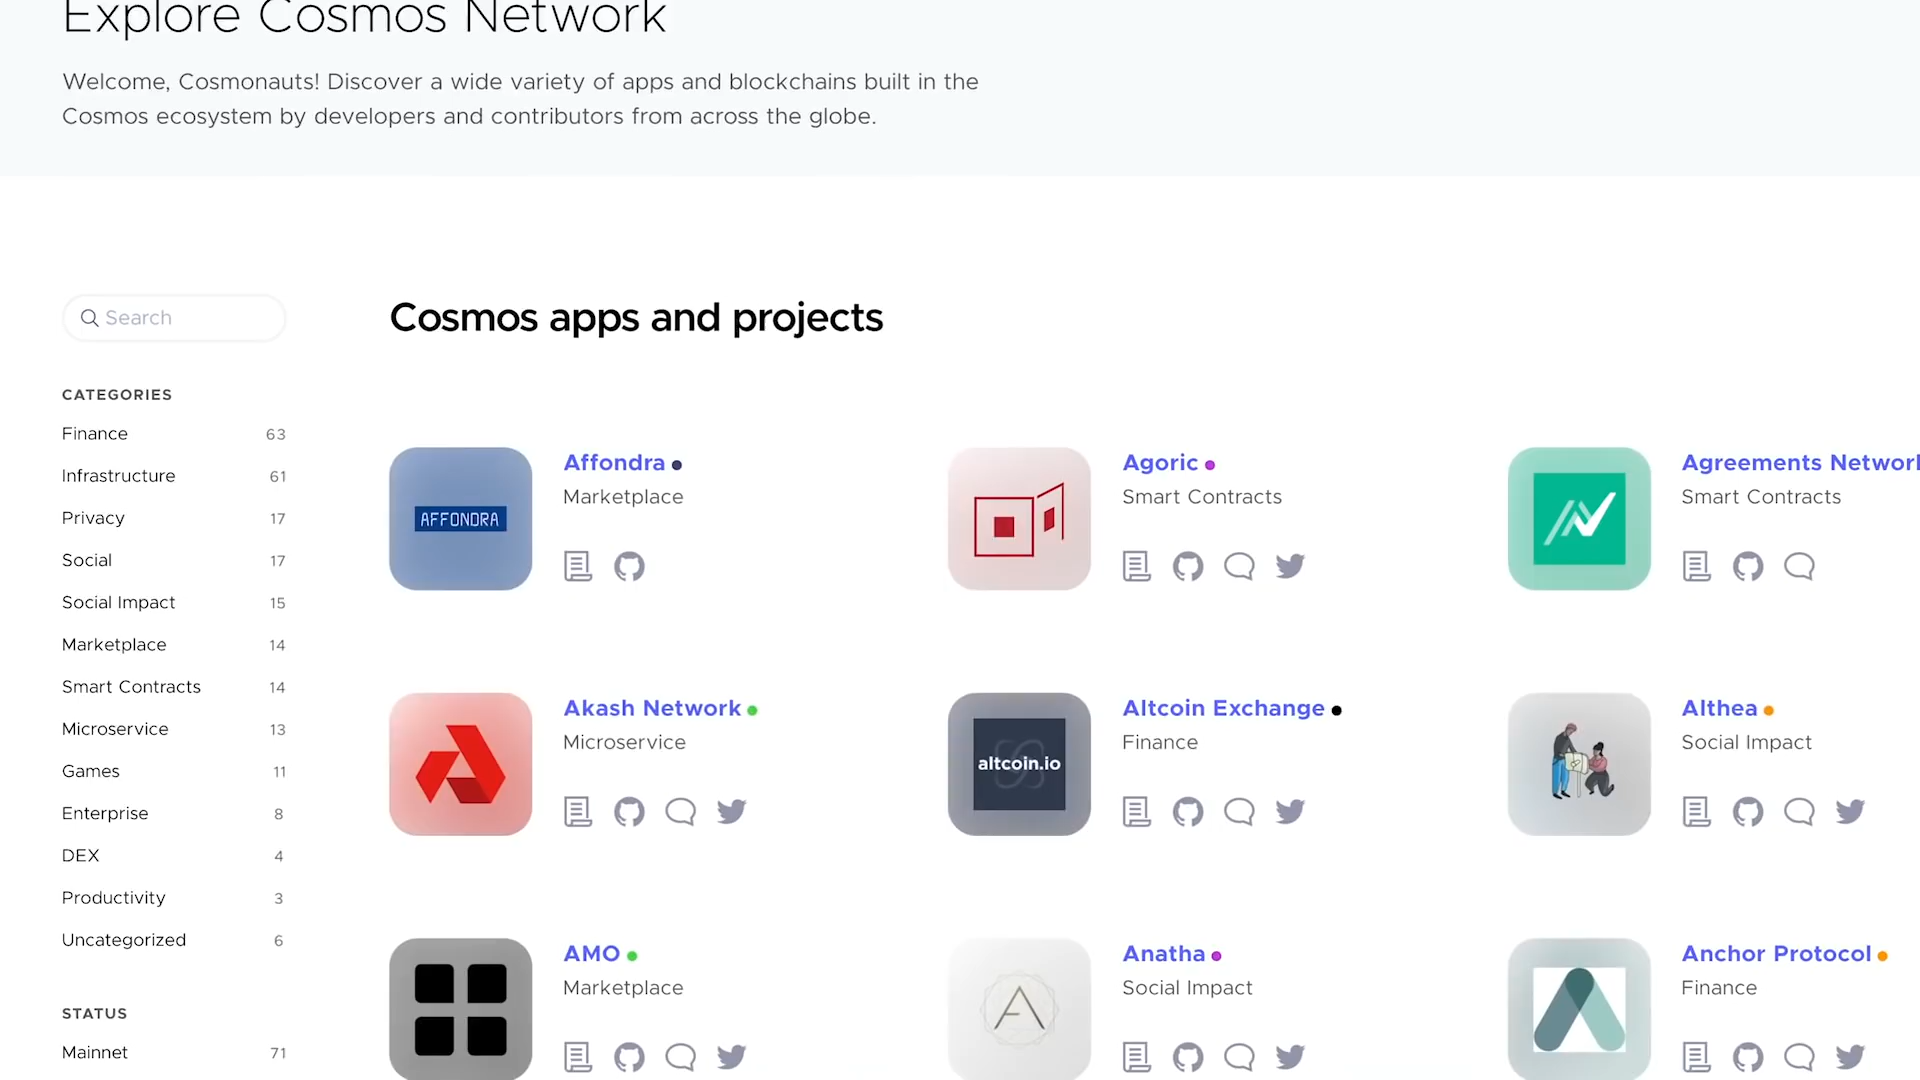 Explore Cosmos Network
Welcome, Cosmonauts! Discover a wide variety of apps and blockchains built in the
Cosmos ecosystem by developers and contributors from across the globe.
Search
Cosmos apps and projects
CATEGORIES
Finance 63
Infrastructure 61
Privacy 17
Social 17
Social Impact 15
Marketplace 14
Smart Contracts 14
Microservice 13
Games 11
Enterprise 8
DEX 4
Productivity 3
Uncategorized 6
STATUS
Mainnet 71
AFFONDRA
Affondra
Marketplace
Agoric
Smart Contracts
Agreements Network
Smart Contracts
Akash Network
Microservice
altcoin.io
Altcoin Exchange
Finance
Althea
Social Impact
AMO
Marketplace
Anatha
Social Impact
Anchor Protocol
Finance